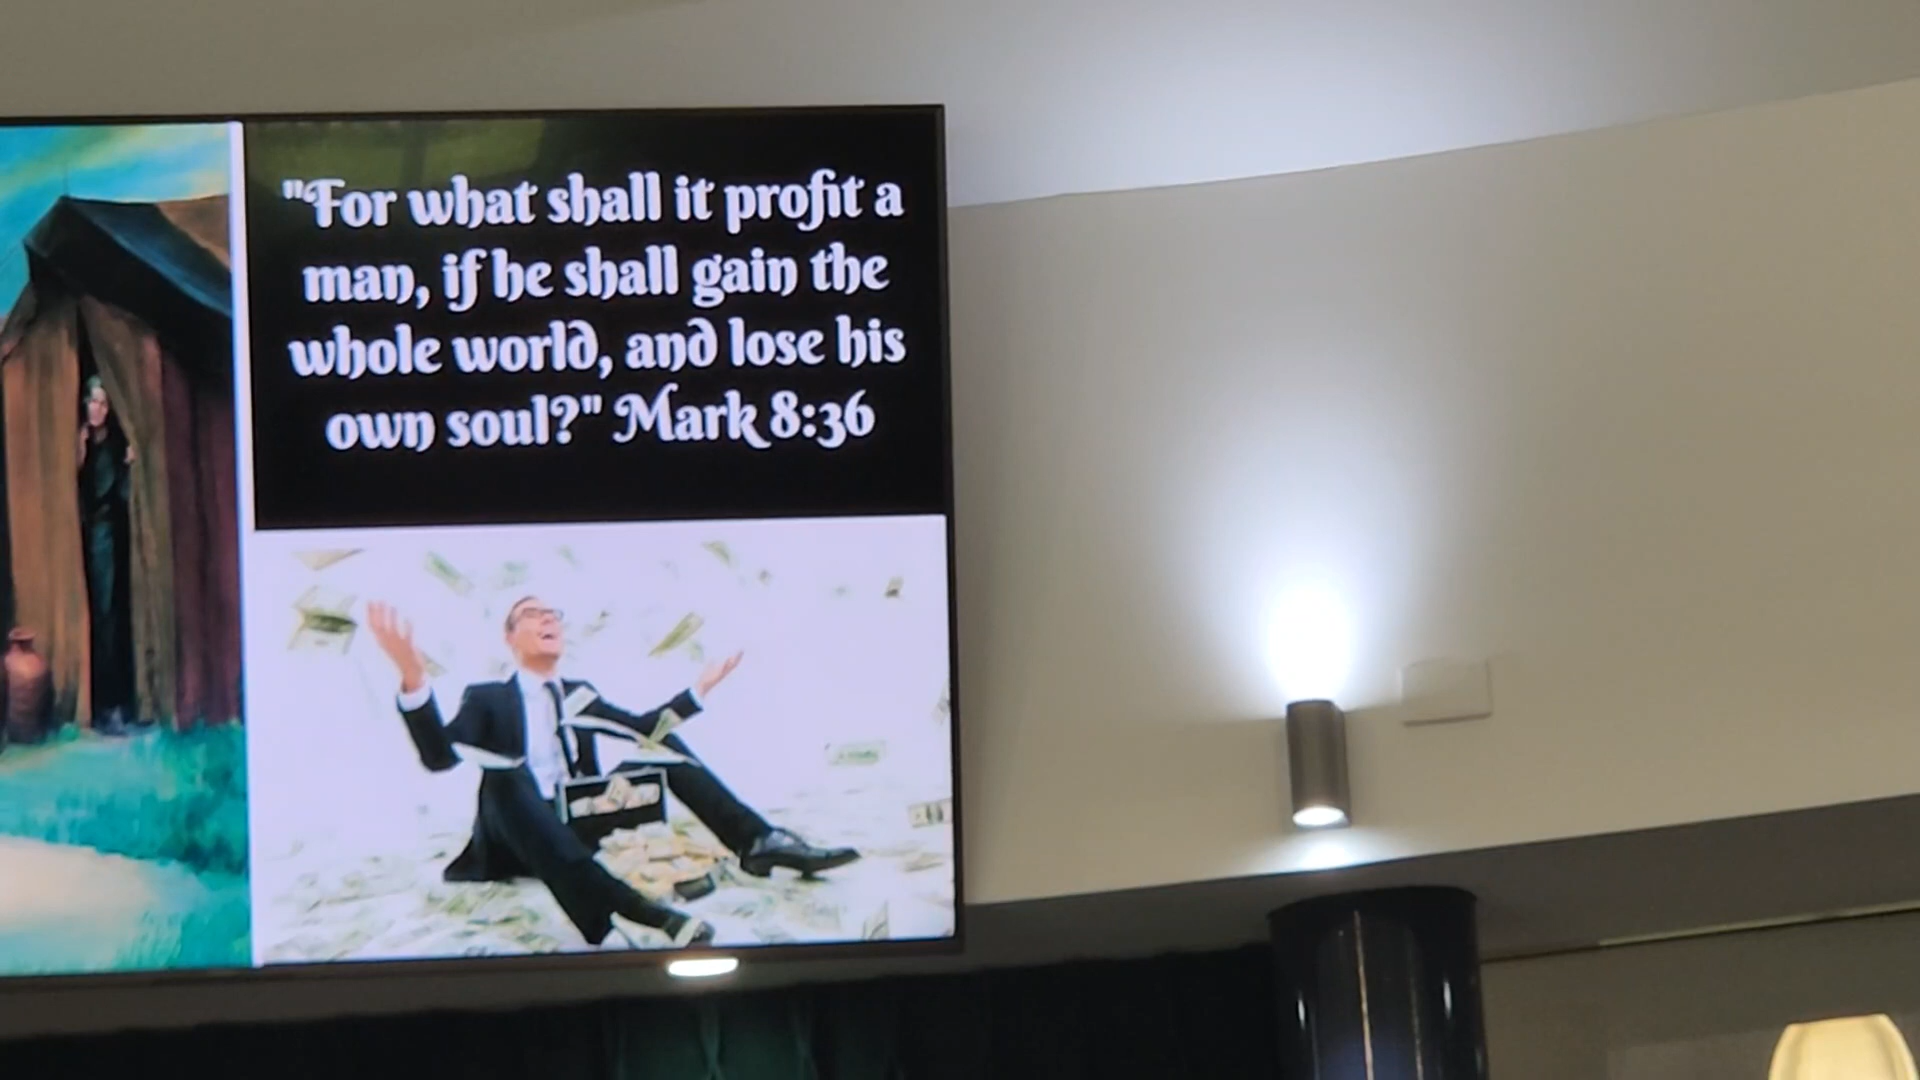 "For what shall it profit a
man, if he shall gain the
whole world, and lose his
own soul?" Mark 8:36